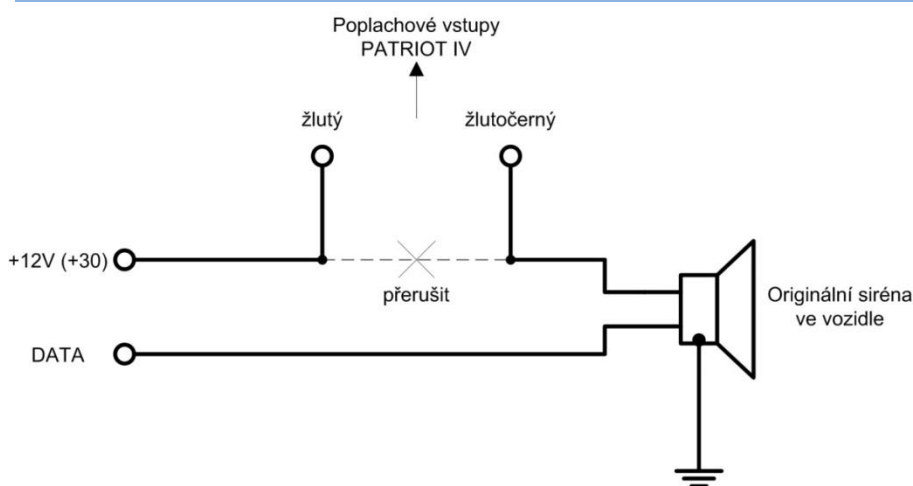 Poplachové vstupy
PATRIOT IV
žlutý
žlutočerný
+12V (+30)
přerušit
Originální siréna
ve vozidle
DATA